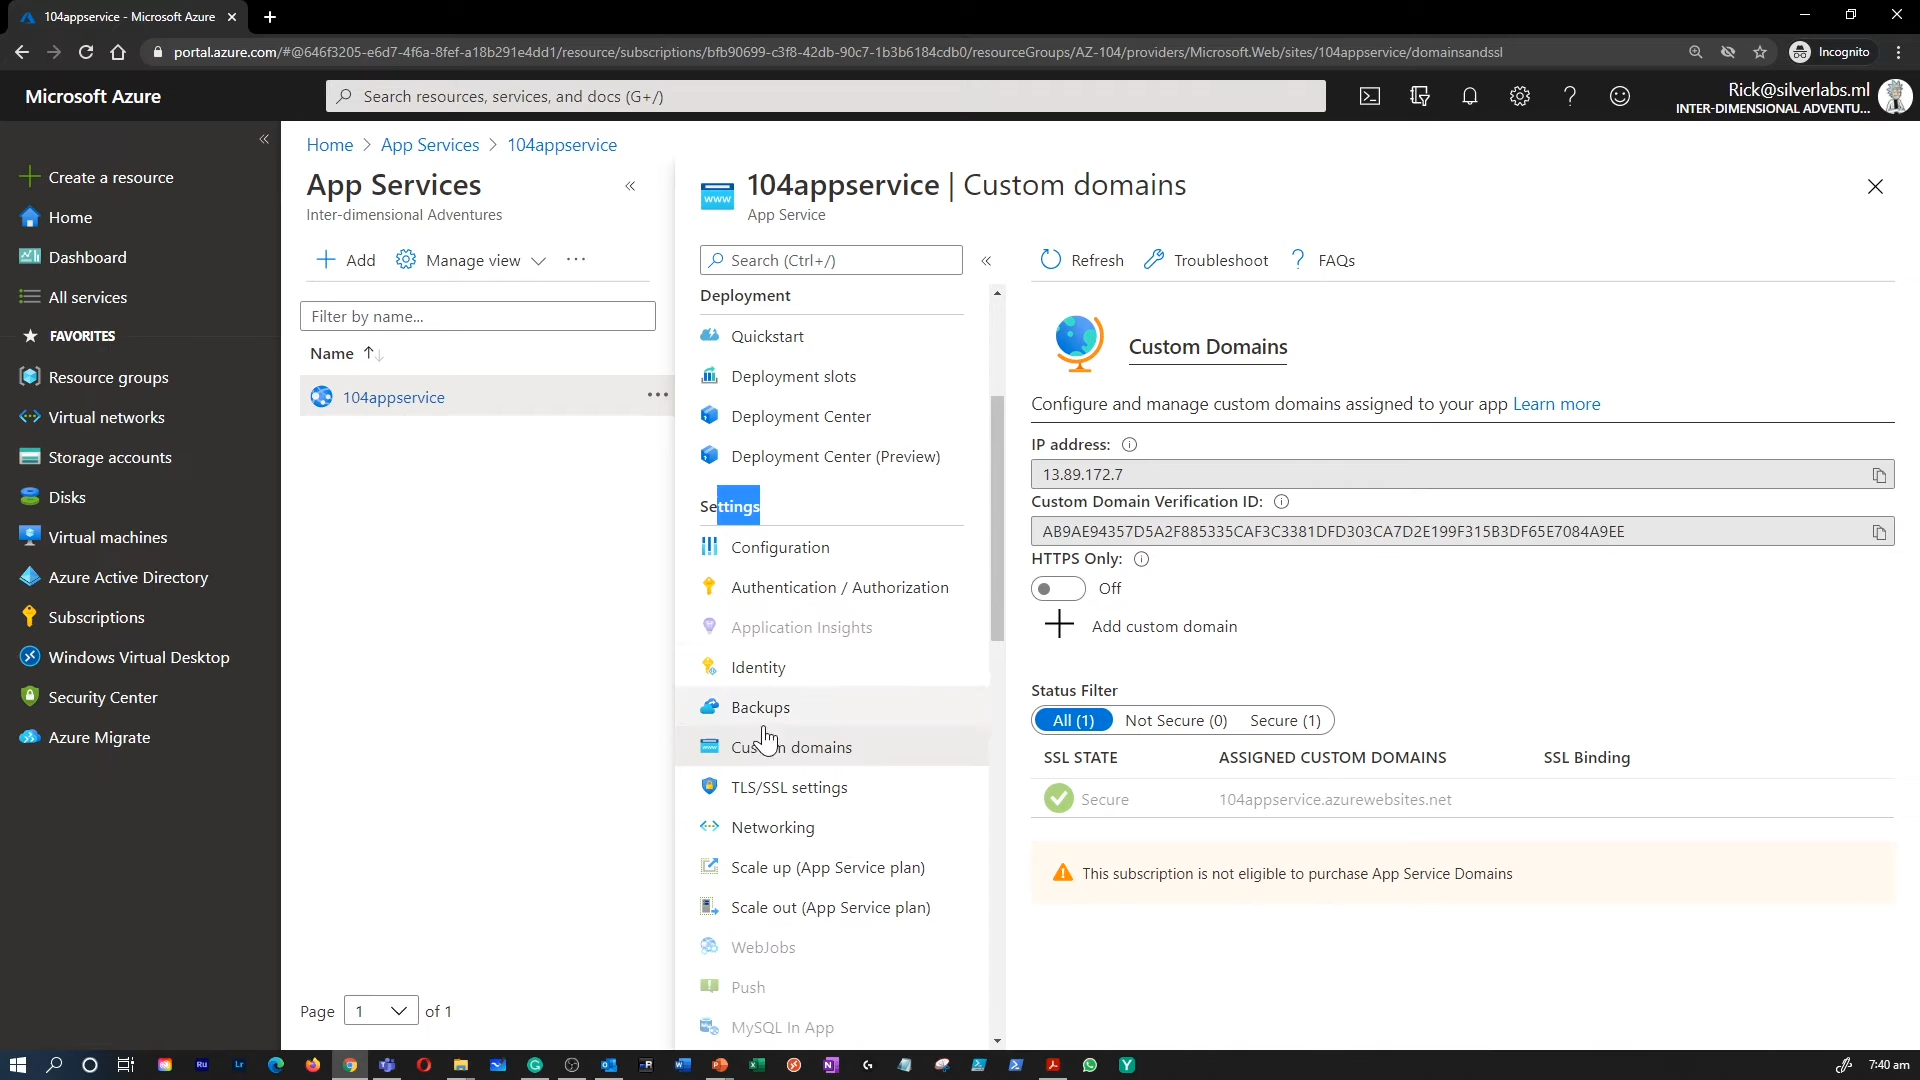 104appservice - Microsoft Azure
portal.azure.com/#@646f3205-e6d7-4f6a-8fef-a18b291e4dd1/resource/subscriptions/bfb90699-c3f8-42db-90c7-1b3b6184cdb0/resourceGroups/AZ-104/providers/Microsoft.Web/sites/104appservice/domainsandssl
Incognito
Microsoft Azure
Search resources, services, and docs (G+/)
Rick@silverlabs.ml
INTER-DIMENSIONAL ADVENTU...
Create a resource
Home
Dashboard
All services
FAVORITES
Resource groups
Virtual networks
Storage accounts
Disks
Virtual machines
Azure Active Directory
Subscriptions
Windows Virtual Desktop
Security Center
Azure Migrate
Home > App Services > 104appservice
App Services
Inter-dimensional Adventures
Add
Manage view
Filter by name...
Name
104appservice
Page 1 of 1
104appservice | Custom domains
App Service
Search (Ctrl+/)
Deployment
Quickstart
Deployment slots
Deployment Center
Deployment Center (Preview)
Settings
Configuration
Authentication / Authorization
Application Insights
Identity
Backups
Custom domains
TLS/SSL settings
Networking
Scale up (App Service plan)
Scale out (App Service plan)
WebJobs
Push
MySQL In App
Refresh
Troubleshoot
FAQs
Custom Domains
Configure and manage custom domains assigned to your app Learn more
IP address:
13.89.172.7
Custom Domain Verification ID:
AB9AE94357D5A2F885335CAF3C3381DFD303CA7D2E199F315B3DF65E7084A9EE
HTTPS Only:
Off
Add custom domain
Status Filter
All (1) Not Secure (0) Secure (1)
SSL STATE ASSIGNED CUSTOM DOMAINS SSL Binding
Secure 104appservice.azurewebsites.net
This subscription is not eligible to purchase App Service Domains
7:40 am